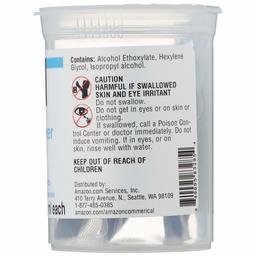 Contains: Alcohol Ethoxylate, Hexylene
Glycol, Isopropyl alcohol.
CAUTION
HARMFUL IF SWALLOWED
SKIN AND EYE IRRITANT
Do not swallow.
Do not get in eyes or on skin or
clothing.
If swallowed, call a Poison Con-
trol Center or doctor immediately.
Do not induce vomiting. If in eyes
or on skin, rinse well with water.
KEEP OUT OF REACH OF
CHILDREN
Distributed by:
Amazon.com Services, Inc.
410 Terry Avenue, N., Seattle, WA 98109
1-877-485-0385
amazon.com/amazoncommerical
er
each